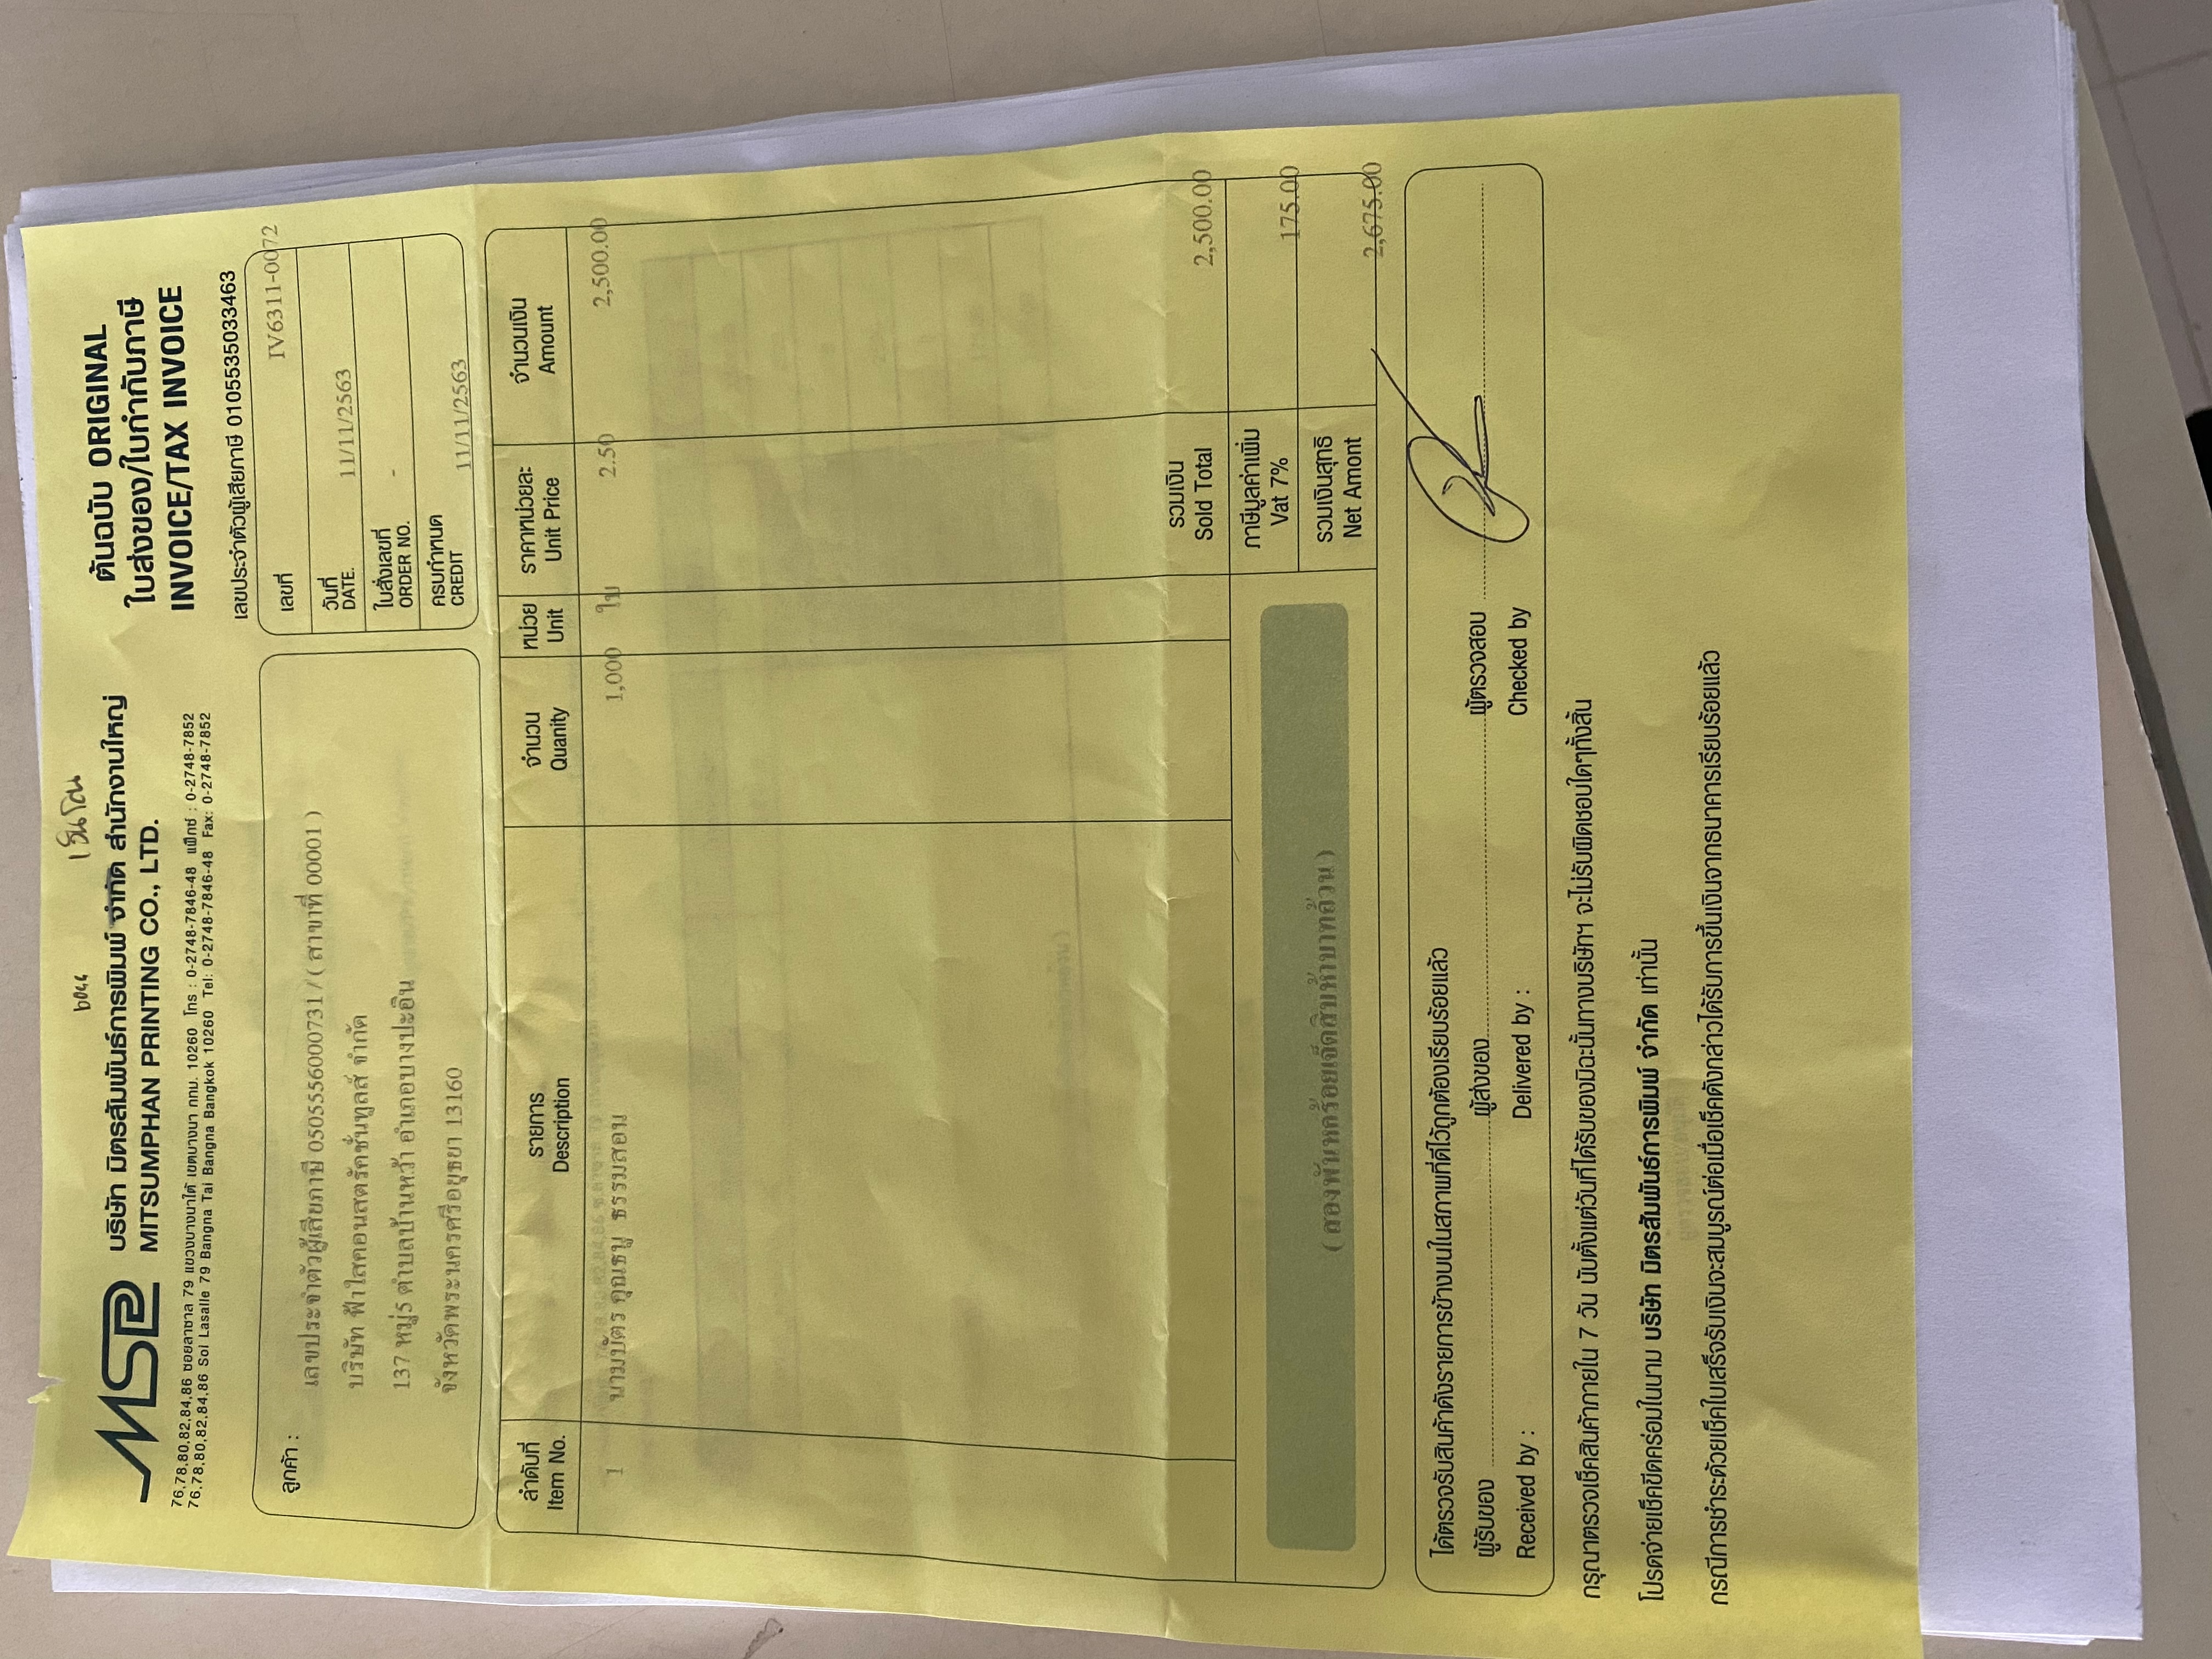 เช็นโดน
MSP
บริษัท มิตรสัมพันธ์การพิมพ์ จำกัด สำนักงานใหญ่
MITSUMPHAN PRINTING CO., LTD.
76,78,80,82,84,86 ซอยลาซาล 79 แขวงบางนาใต้ เขตบางนา กทม. 10260 โทร : 0-2748-7846-48 แฟ็กซ์ : 0-2748-7852
76,78,80,82,84,86 Soi Lasalle 79 Bangna Tai Bangna Bangkok 10260 Tel: 0-2748-7846-48 Fax: 0-2748-7852
ต้นฉบับ ORIGINAL
ใบส่งของ/ใบกำกับภาษี
INVOICE/TAX INVOICE
เลขประจำตัวผู้เสียภาษี 0105535033463
ลูกค้า :
เลขประจำตัวผู้เสียภาษี 0505556000731 / ( สาขาที่ 00001 )
บริษัท ฟ้าใสคอนสตรัคชั่นทูลส์ จำกัด
137 หมู่5 ตำบลบ้านหว้า อำเภอบางปะอิน
จังหวัดพระนครศรีอยุธยา 13160
เลขที่ IV6311-0072
วันที่
DATE. 11/11/2563
ใบสั่งเลขที่
ORDER NO. -
ครบกำหนด
CREDIT 11/11/2563
ลำดับที่ รายการ จำนวน หน่วย ราคาหน่วยละ จำนวนเงิน
Item No. Description Quanity Unit Unit Price Amount
1 นามบัตร คุณธนู ธรรมสอน 1,000 ใบ 2.50 2,500.00
รวมเงิน
Sold Total 2,500.00
ภาษีมูลค่าเพิ่ม
Vat 7% 175.00
( สองพันหกร้อยเจ็ดสิบห้าบาทถ้วน )
รวมเงินสุทธิ
Net Amont 2,675.00
ได้ตรวจรับสินค้าดังรายการข้างบนในสภาพที่ดีไว้ถูกต้องเรียบร้อยแล้ว
ผู้รับของ ผู้ส่งของ ผู้ตรวจสอบ
Received by : Delivered by : Checked by
กรุณาตรวจเช็คสินค้าภายใน 7 วัน นับตั้งแต่วันที่ได้รับของมิฉะนั้นทางบริษัทฯ จะไม่รับผิดชอบใดๆทั้งสิ้น
โปรดจ่ายเช็คขีดคร่อมในนาม บริษัท มิตรสัมพันธ์การพิมพ์ จำกัด เท่านั้น
กรณีการชำระด้วยเช็คใบเสร็จรับเงินจะสมบูรณ์ต่อเมื่อเช็คดังกล่าวได้รับการขึ้นเงินจากธนาคารเรียบร้อยแล้ว